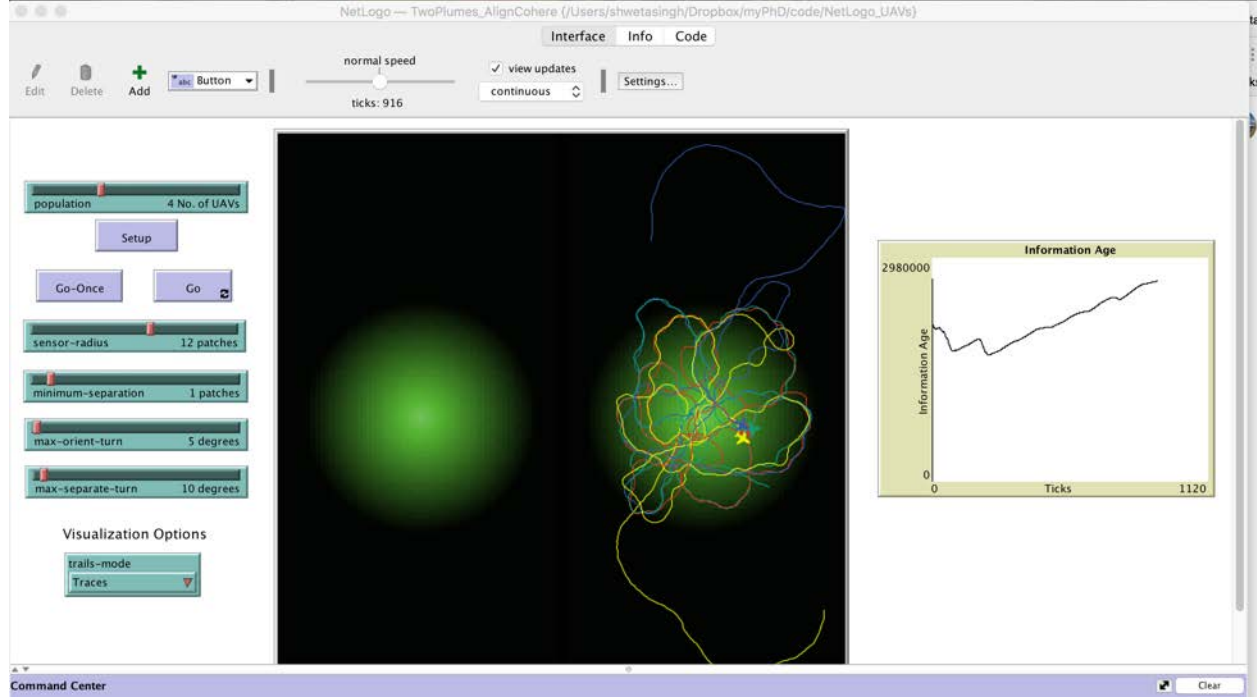 NetLogo — TwoPlumes_AlignCohere {/Users/shwetasingh/Dropbox/myPhD/code/NetLogo_UAVs}
Interface Info Code
Edit Delete Add
abc Button
normal speed
ticks: 916
view updates
continuous
Settings...
population 4 No. of UAVs
Setup
Go-Once Go
sensor-radius 12 patches
minimum-separation 1 patches
max-orient-turn 5 degrees
max-separate-turn 10 degrees
Visualization Options
trails-mode
Traces
Information Age
2980000
Information Age
0
0 Ticks 1120
Command Center
Clear